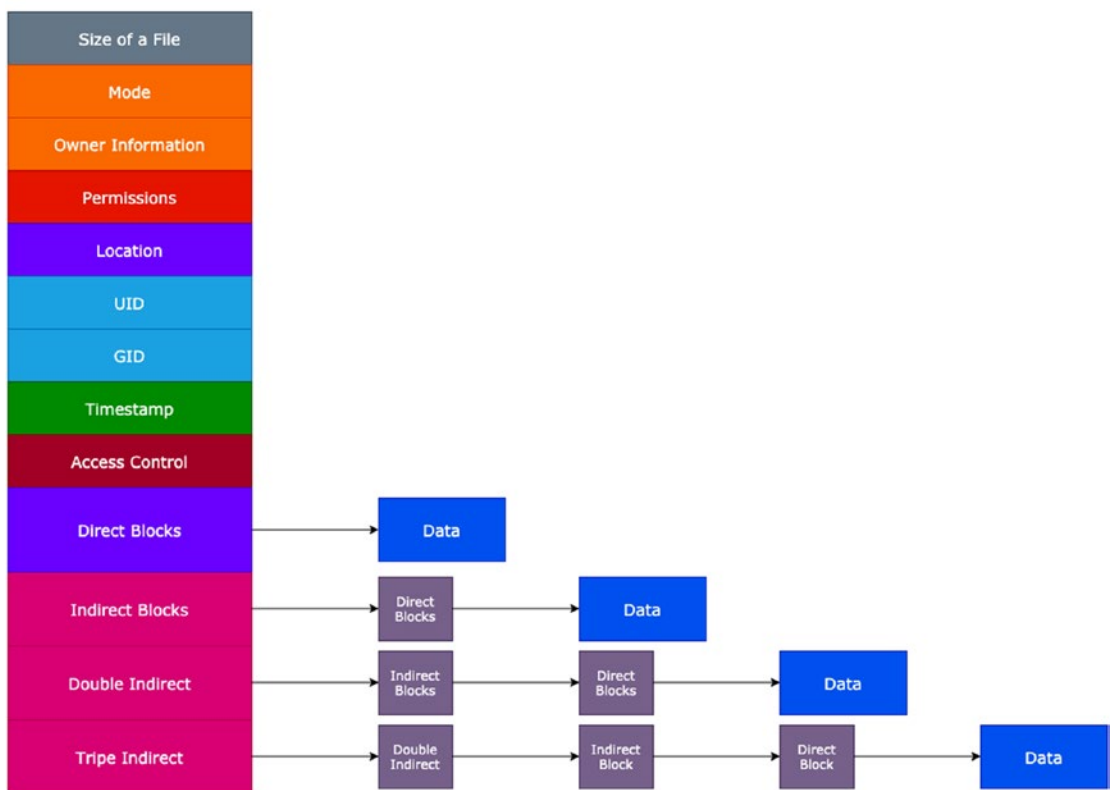 Size of a File
Mode
Owner Information
Permissions
Location
UID
GID
Timestamp
Access Control
Direct Blocks
Data
Indirect Blocks
Direct
Blocks
Data
Double Indirect
Indirect
Blocks
Direct
Blocks
Data
Tripe Indirect
Double
Indirect
Indirect
Block
Direct
Block
Data